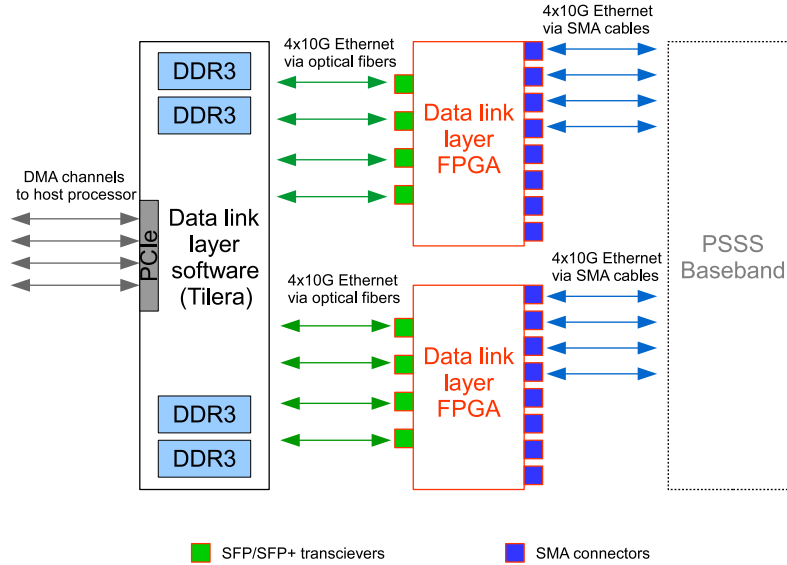 DDR3
DDR3
DMA channels
to host processor
PCIe
Data link
layer
software
(Tilera)
DDR3
DDR3
4x10G Ethernet
via optical fibers
4x10G Ethernet
via optical fibers
Data link
layer
FPGA
Data link
layer
FPGA
4x10G Ethernet
via SMA cables
4x10G Ethernet
via SMA cables
PSSS
Baseband
SFP/SFP+ transcievers
SMA connectors